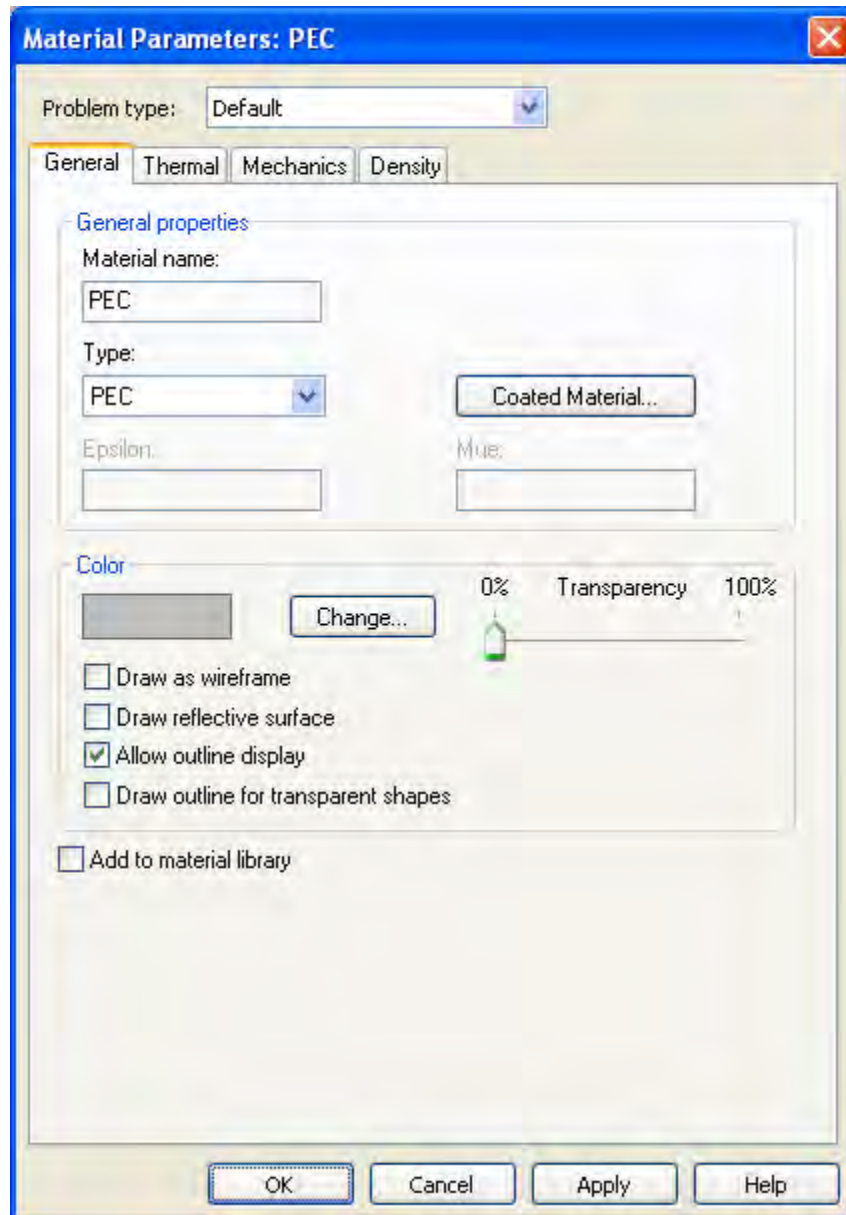 Material Parameters: PEC
Problem type: Default
General Thermal Mechanics Density
General properties
Material name:
PEC
Type:
PEC Coated Material...
Epsilon: Mue:
Color
0% Transparency 100%
Change...
Draw as wireframe
Draw reflective surface
Allow outline display
Draw outline for transparent shapes
Add to material library
OK Cancel Apply Help